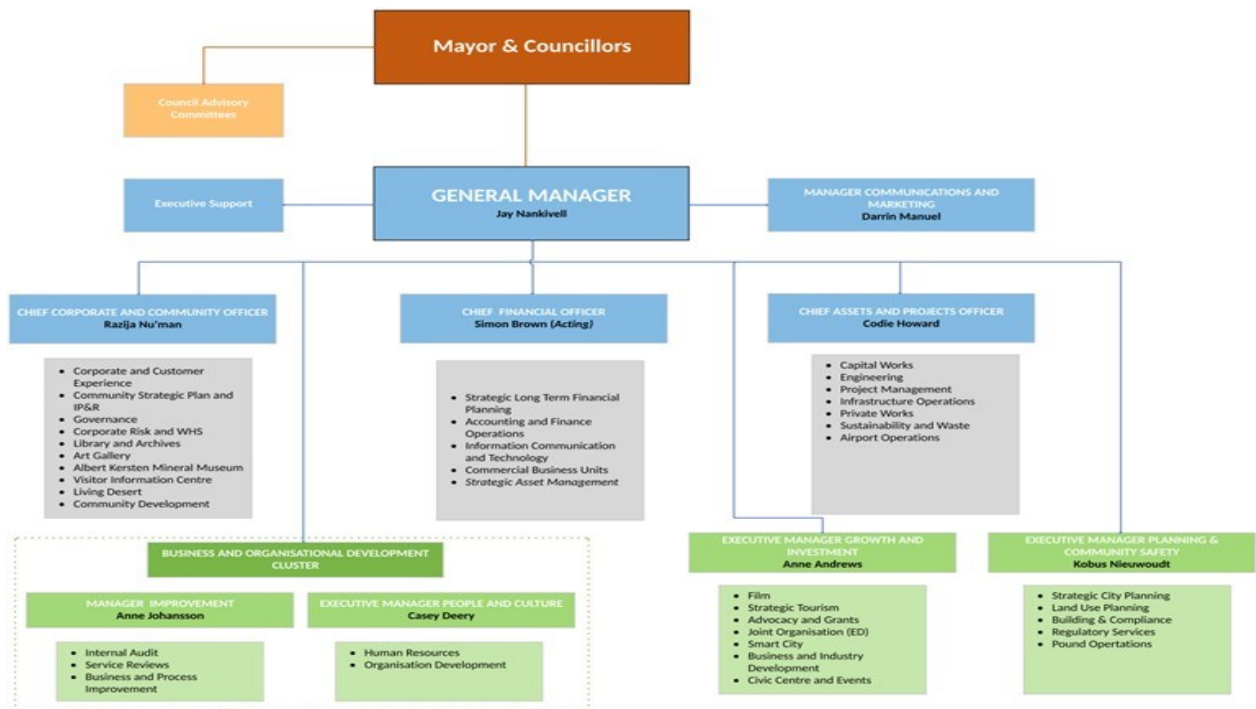 Mayor & Councillors
Council Advisory
Committees
GENERAL MANAGER
Jay Nankivell
Executive Support
MANAGER COMMUNICATIONS AND
MARKETING
Darrin Manuel
CHIEF CORPORATE AND COMMUNITY OFFICER
Razija Nu'man
• Corporate and Customer
Experience
• Community Strategic Plan and
IP&R
• Governance
• Corporate Risk and WHS
• Library and Archives
• Art Gallery
• Albert Kersten Mineral Museum
• Visitor Information Centre
• Living Desert
• Community Development
CHIEF FINANCIAL OFFICER
Simon Brown (Acting)
• Strategic Long Term Financial
Planning
• Accounting and Finance
Operations
• Information Communication
and Technology
• Commercial Business Units
• Strategic Asset Management
CHIEF ASSETS AND PROJECTS OFFICER
Codie Howard
• Capital Works
• Engineering
• Project Management
• Infrastructure Operations
• Private Works
• Sustainability and Waste
• Airport Operations
BUSINESS AND ORGANISATIONAL DEVELOPMENT
CLUSTER
MANAGER IMPROVEMENT
Anne Johansson
• Internal Audit
• Service Reviews
• Business and Process
Improvement
EXECUTIVE MANAGER PEOPLE AND CULTURE
Casey Deery
• Human Resources
• Organisation Development
EXECUTIVE MANAGER GROWTH AND
INVESTMENT
Anne Andrews
• Film
• Strategic Tourism
• Advocacy and Grants
• Joint Organisation (ED)
• Smart City
• Business and Industry
Development
• Civic Centre and Events
EXECUTIVE MANAGER PLANNING &
COMMUNITY SAFETY
Kobus Nieuwoudt
• Strategic City Planning
• Land Use Planning
• Building & Compliance
• Regulatory Services
• Pound Opertations